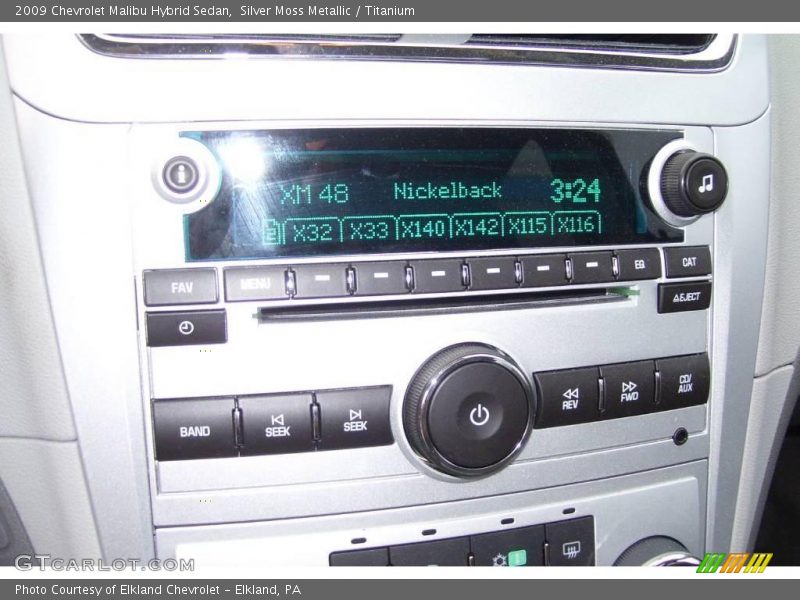 2009 Chevrolet Malibu Hybrid Sedan,  Silver Moss Metallic / Titanium
XM 48 Nickelback 3:24
2 X32 X33 X140 X142 X115 X116
FAV MENU EQ CAT
EJECT
BAND SEEK SEEK REV FWD CD/AUX
GTCARLOT.COM
Photo Courtesy of Elkland Chevrolet - Elkland, PA